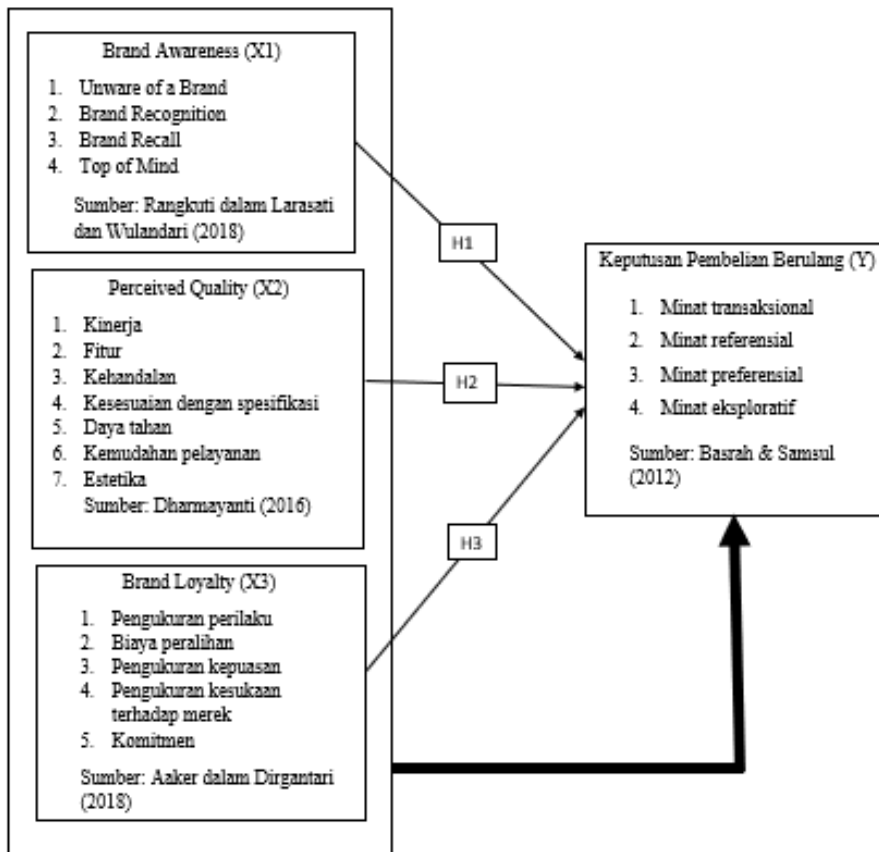 Brand Awareness (X1)
1. Unware of a Brand
2. Brand Recognition
3. Brand Recall
4. Top of Mind
Sumber: Rangkuti dalam Larasati
dan Wulandari (2018)
H1
Perceived Quality (X2)
1. Kinerja
2. Fitur
3. Kehandalan
4. Kesesuaian dengan spesifikasi
5. Daya tahan
6. Kemudahan pelayanan
7. Estetika
Sumber: Dharmayanti (2016)
H2
Brand Loyalty (X3)
1. Pengukuran perilaku
2. Biaya peralihan
3. Pengukuran kepuasan
4. Pengukuran kesukaan
terhadap merek
5. Komitmen
Sumber: Aaker dalam Dirgantari
(2018)
H3
Keputusan Pembelian Berulang (Y)
1. Minat transaksional
2. Minat referensial
3. Minat preferensial
4. Minat eksploratif
Sumber: Basrah & Samsul
(2012)